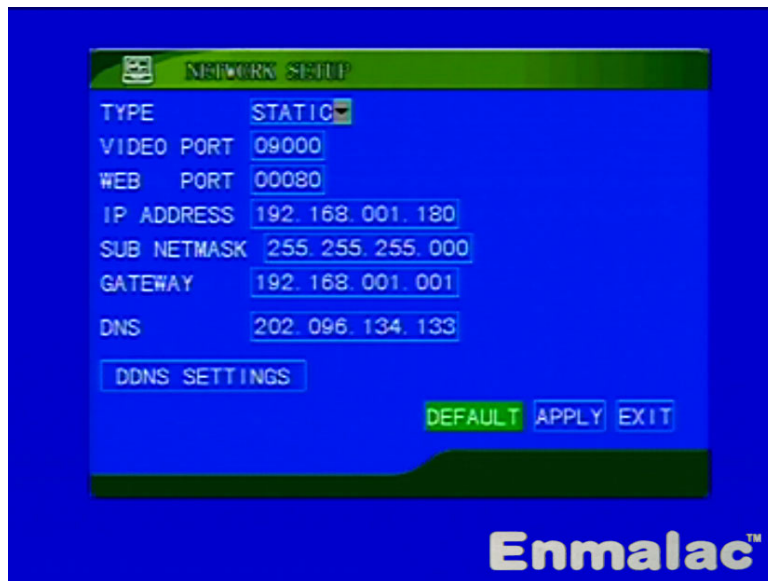 NETWORK SETUP
TYPE STATIC
VIDEO PORT 09000
WEB PORT 00080
IP ADDRESS 192.168.001.180
SUB NETMASK 255.255.255.000
GATEWAY 192.168.001.001
DNS 202.096.134.133
DDNS SETTINGS
DEFAULT APPLY EXIT
Enmalac™